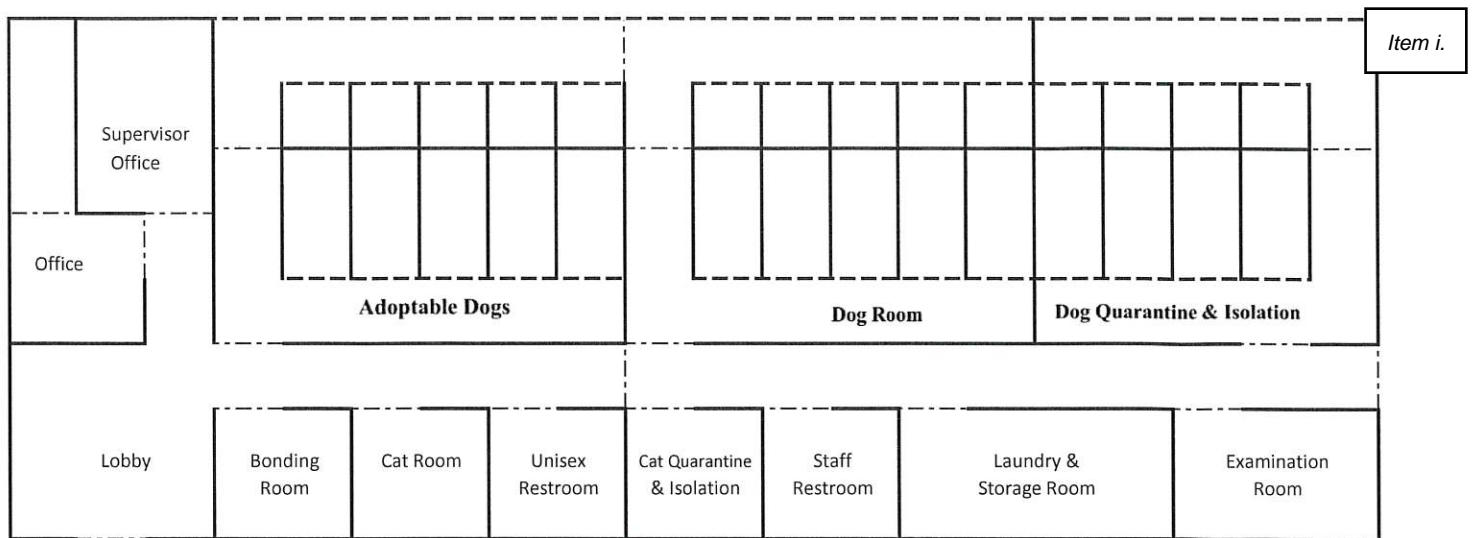 Item i.
Supervisor
Office
Office
Adoptable Dogs
Dog Room
Dog Quarantine & Isolation
Lobby
Bonding
Room
Cat Room
Unisex
Restroom
Cat Quarantine
& Isolation
Staff
Restroom
Laundry &
Storage Room
Examination
Room